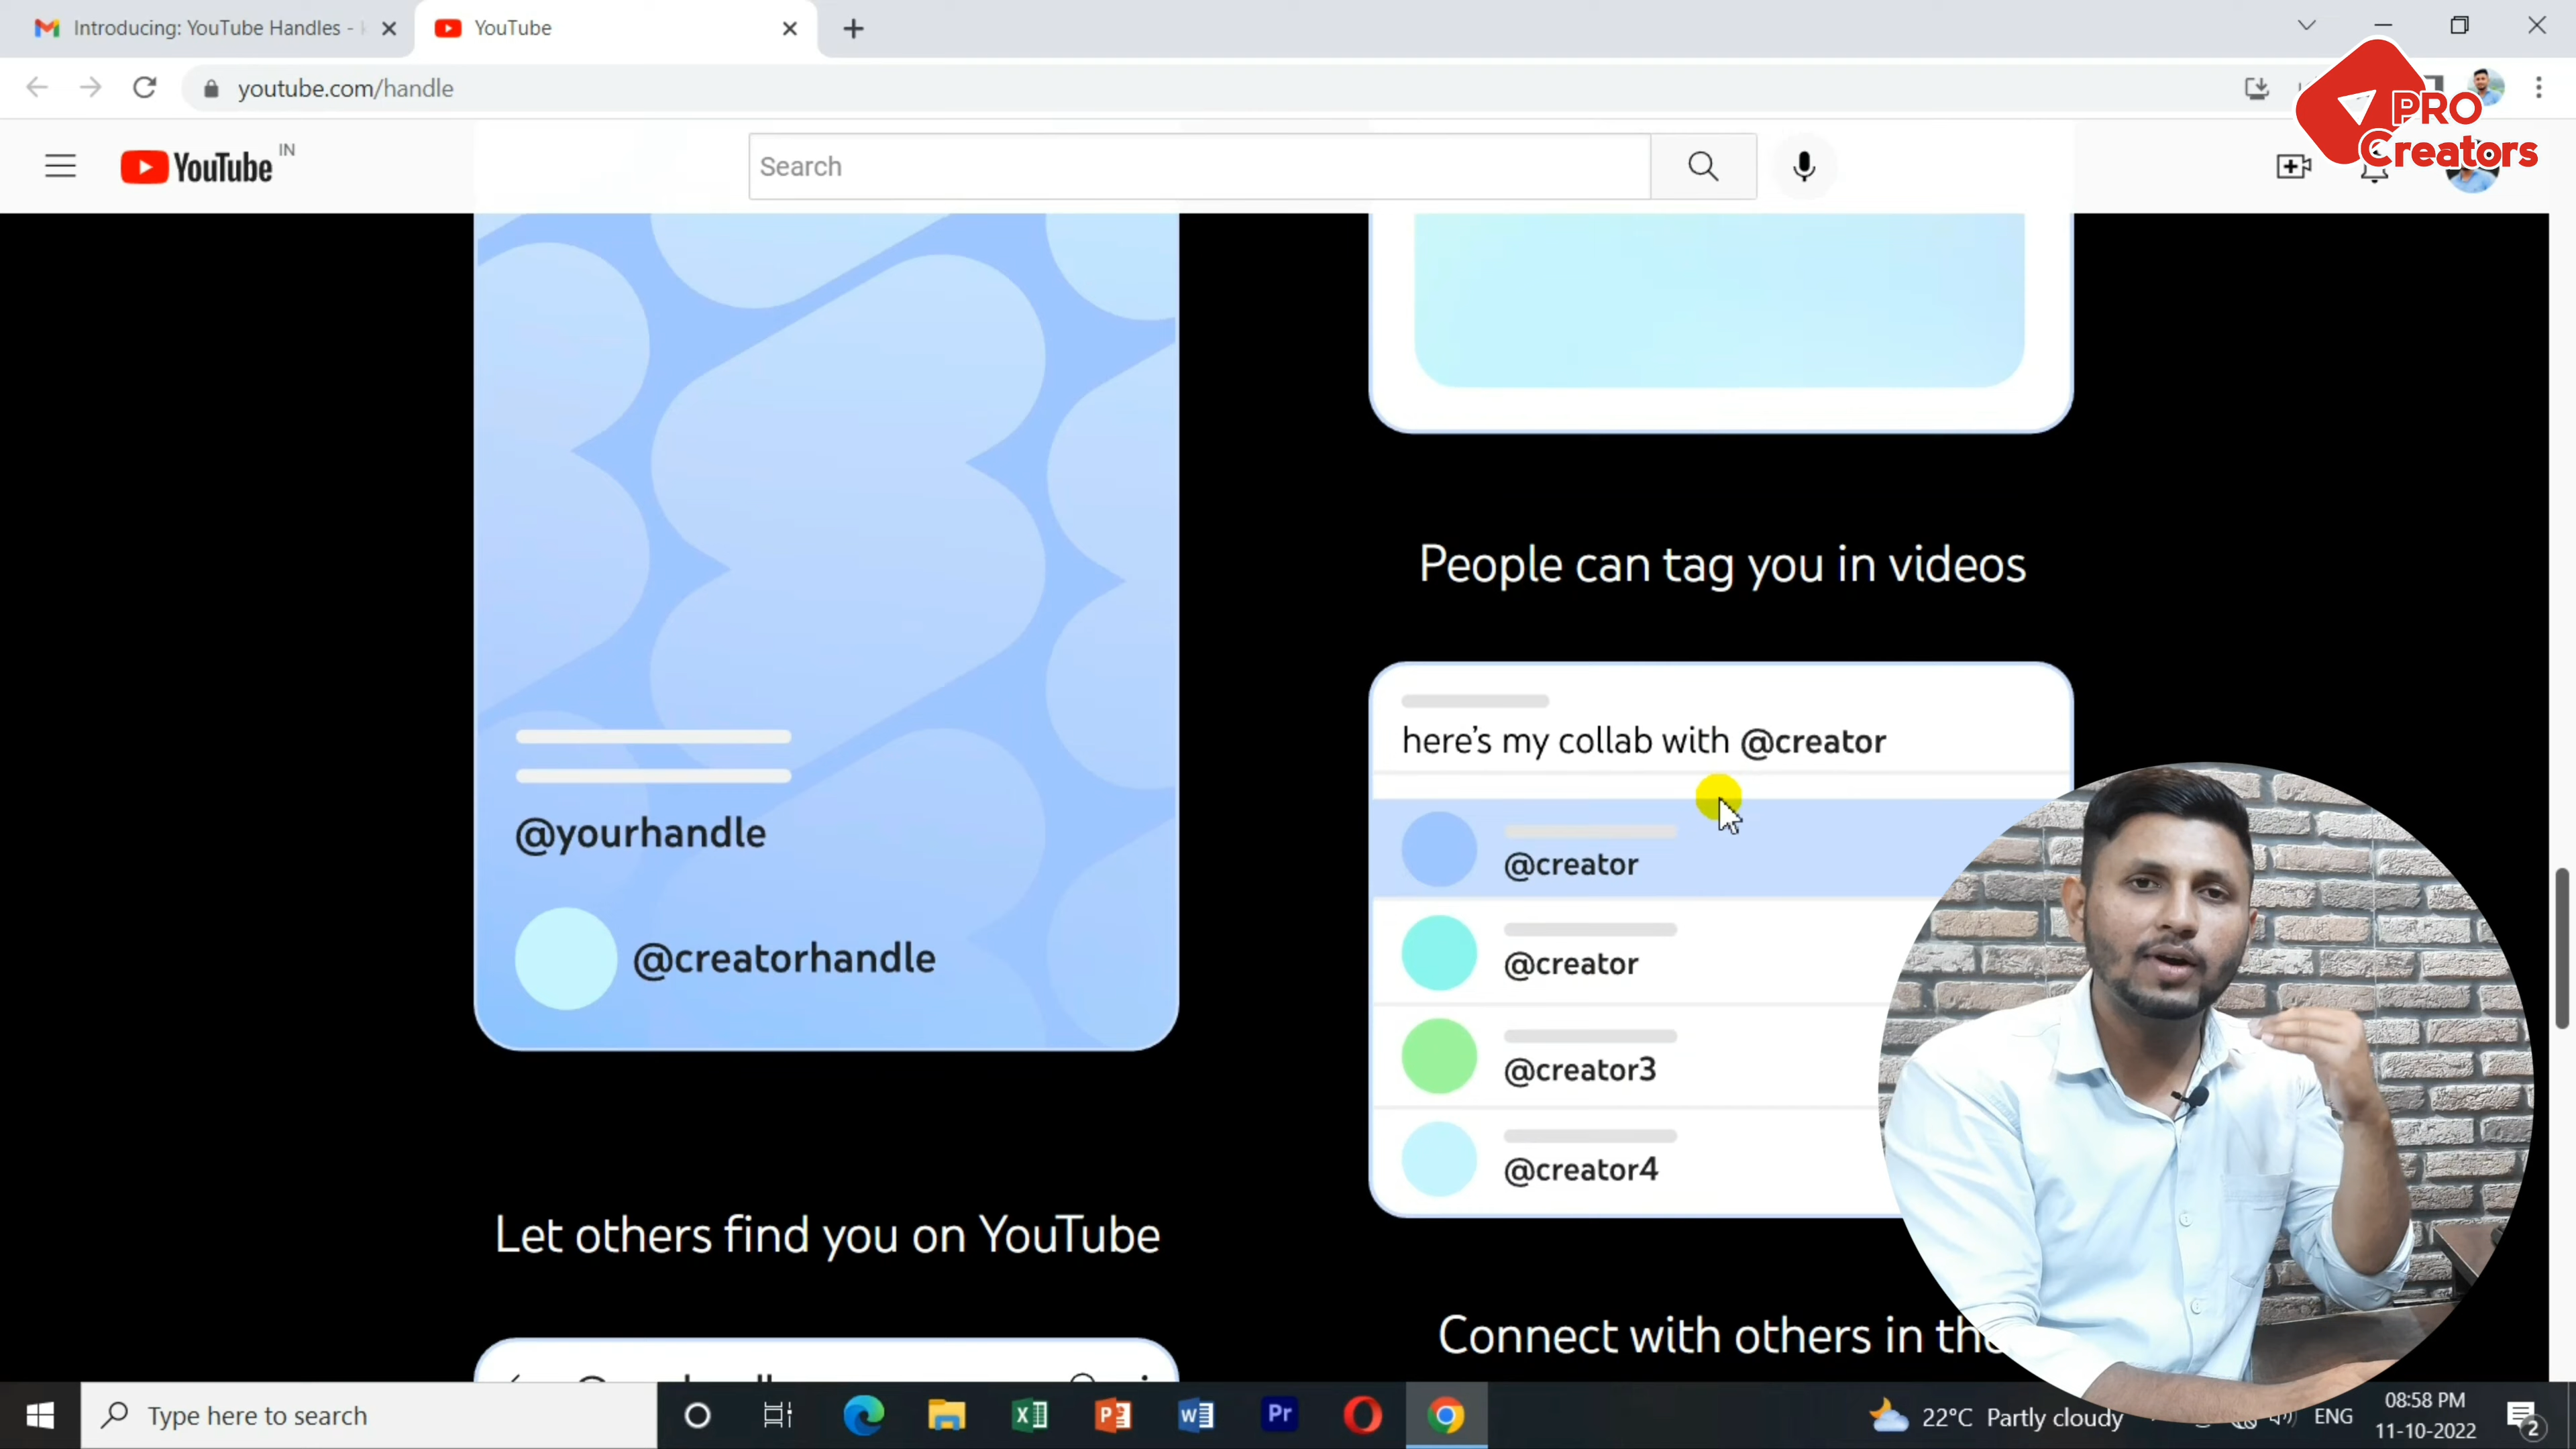 Introducing: YouTube Handles -
YouTube
youtube.com/handle
PRO
Creators
YouTube IN
Search
People can tag you in videos
here's my collab with @creator
@creator
@creator
@creator3
@creator4
@yourhandle
@creatorhandle
Let others find you on YouTube
Connect with others in the
Type here to search
22°C Partly cloudy
ENG
08:58 PM
11-10-2022
2